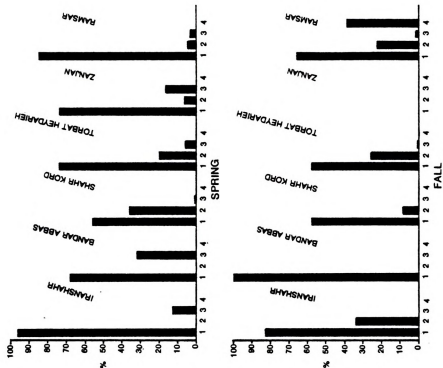 100
90
80
70
60
50
40
30
20
10
0
%
IRANSHAHR
BANDAR ABBAS
SHAHR KORD
TORBAT HEYDARIEH
ZANJAN
RAMSAR
1 2 3 4 1 2 3 4 1 2 3 4 1 2 3 4 1 2 3 4 1 2 3 4
SPRING
100
90
80
70
60
50
40
30
20
10
0
%
IRANSHAHR
BANDAR ABBAS
SHAHR KORD
TORBAT HEYDARIEH
ZANJAN
RAMSAR
1 2 3 4 1 2 3 4 1 2 3 4 1 2 3 4 1 2 3 4 1 2 3 4
FALL